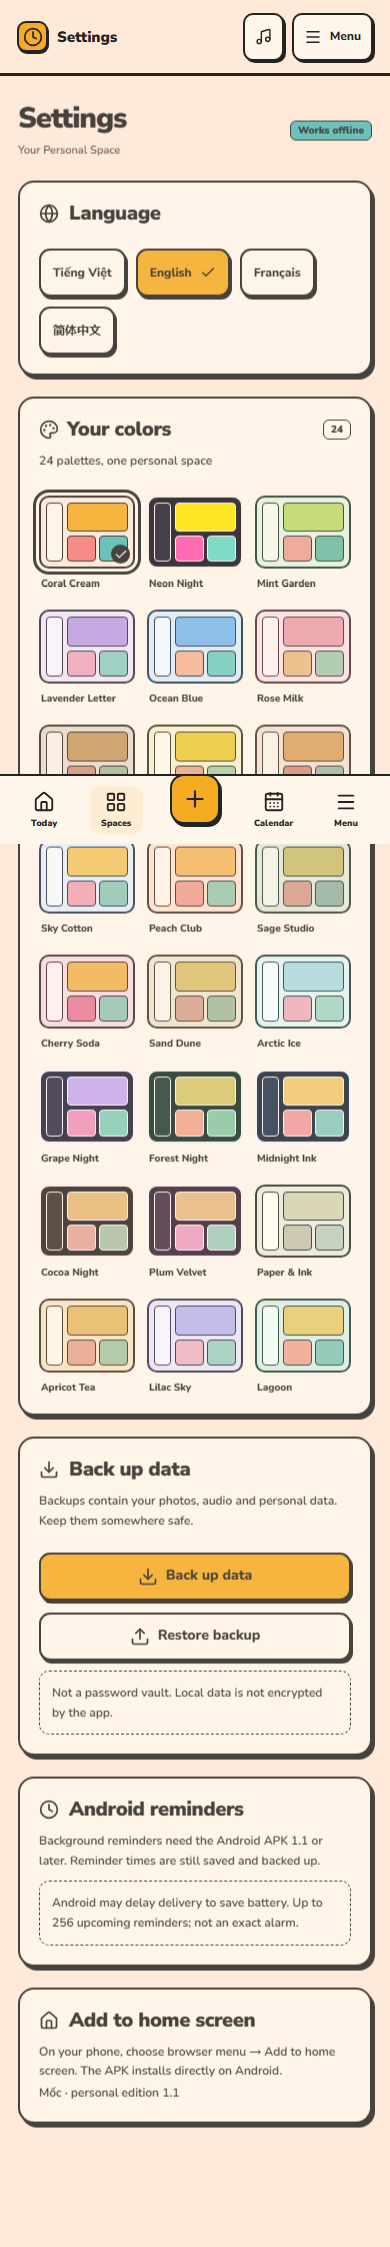 Settings
Menu
Settings
Works offline
Your Personal Space
Language
Tiếng Việt
English
Français
简体中文
Your colors
24
24 palettes, one personal space
Coral Cream
Neon Night
Mint Garden
Lavender Letter
Ocean Blue
Rose Milk
Today
Spaces
Calendar
Menu
Sky Cotton
Peach Club
Sage Studio
Cherry Soda
Sand Dune
Arctic Ice
Grape Night
Forest Night
Midnight Ink
Cocoa Night
Plum Velvet
Paper & Ink
Apricot Tea
Lilac Sky
Lagoon
Back up data
Backups contain your photos, audio and personal data.
Keep them somewhere safe.
Back up data
Restore backup
Not a password vault. Local data is not encrypted
by the app.
Android reminders
Background reminders need the Android APK 1.1 or
later. Reminder times are still saved and backed up.
Android may delay delivery to save battery. Up to
256 upcoming reminders; not an exact alarm.
Add to home screen
On your phone, choose browser menu → Add to home
screen. The APK installs directly on Android.
Mốc · personal edition 1.1